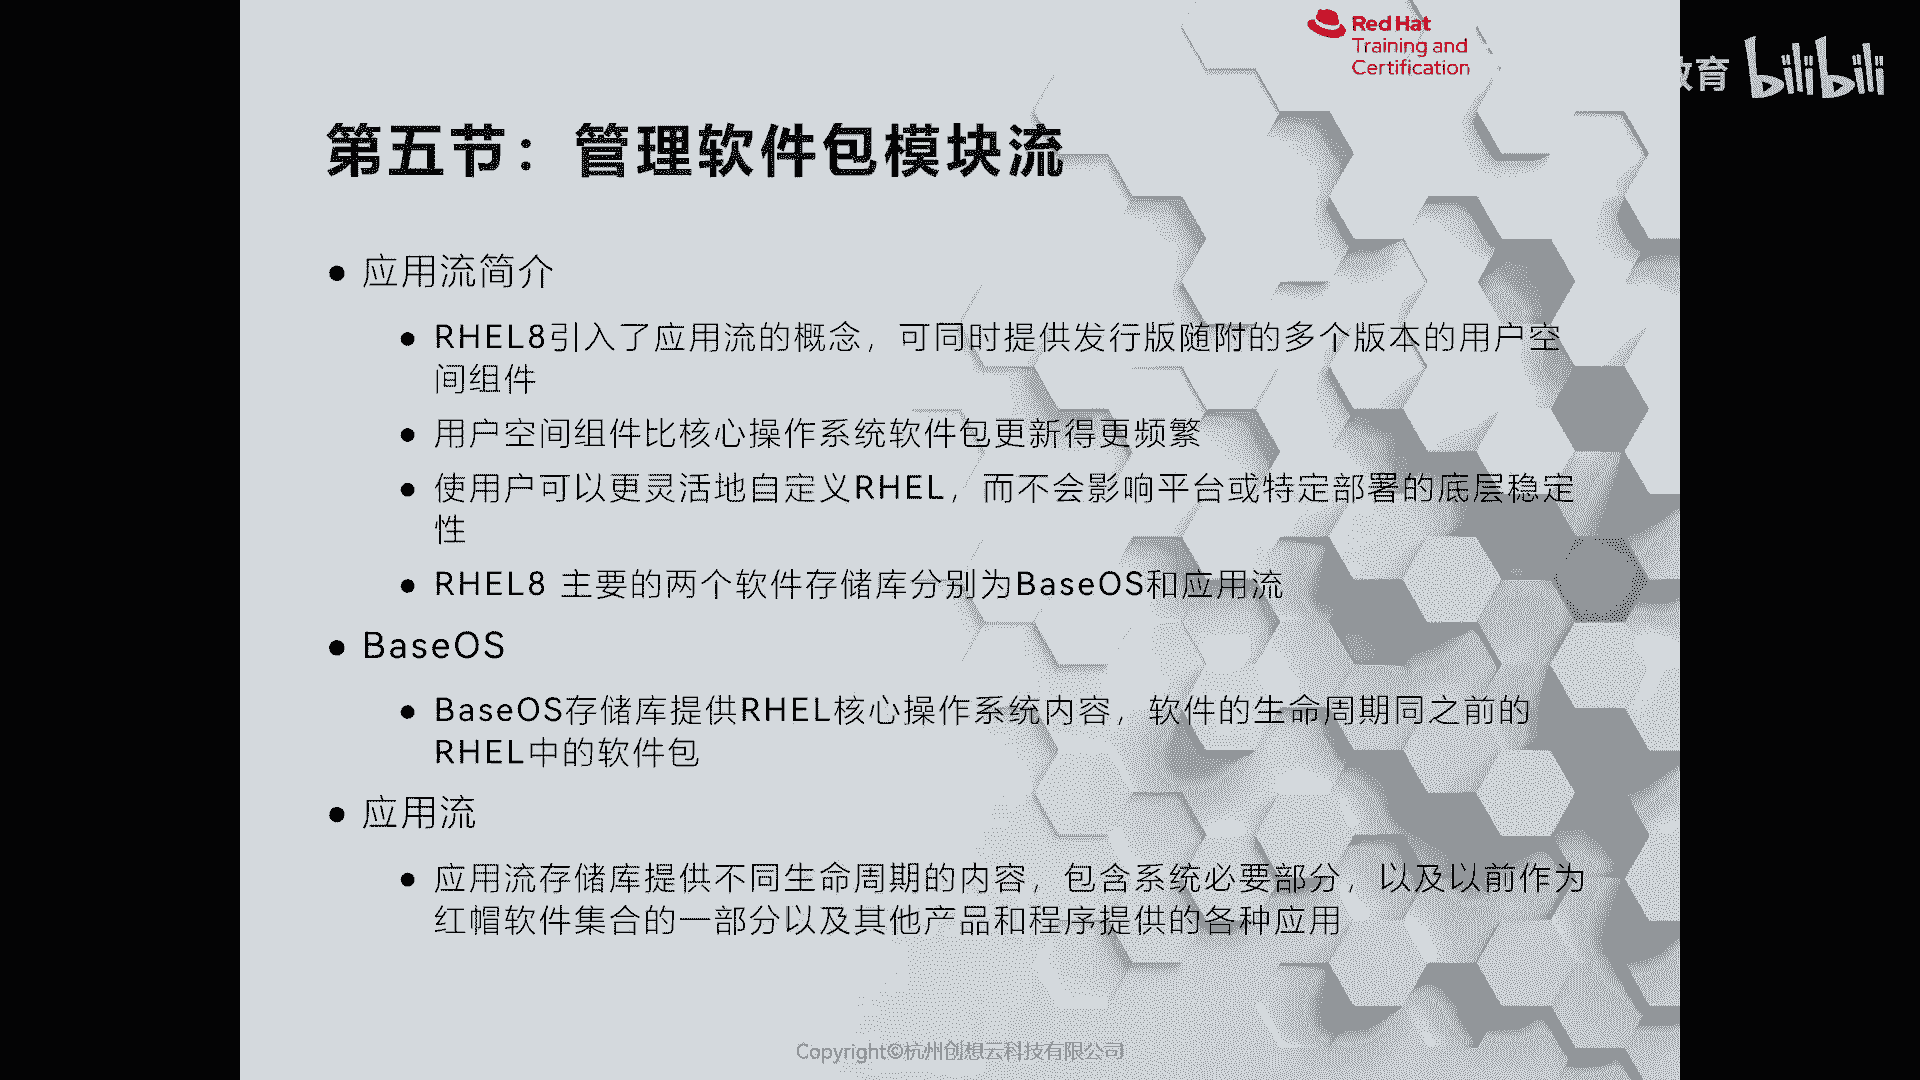 Red Hat
Training and
Certification
育 bilibili
第五节：管理软件包模块流
● 应用流简介
● RHEL8引入了应用流的概念，可同时提供发行版随附的多个版本的用户空
间组件
● 用户空间组件比核心操作系统软件包更新得更频繁
● 使用户可以更灵活地自定义RHEL，而不会影响平台或特定部署的底层稳定
性
● RHEL8 主要的两个软件存储库分别为BaseOS和应用流
● BaseOS
● BaseOS存储库提供RHEL核心操作系统内容，软件的生命周期同之前的
RHEL中的软件包
● 应用流
● 应用流存储库提供不同生命周期的内容，包含系统必要部分，以及以前作为
红帽软件集合的一部分以及其他产品和程序提供的各种应用
Copyright©杭州创想云科技有限公司